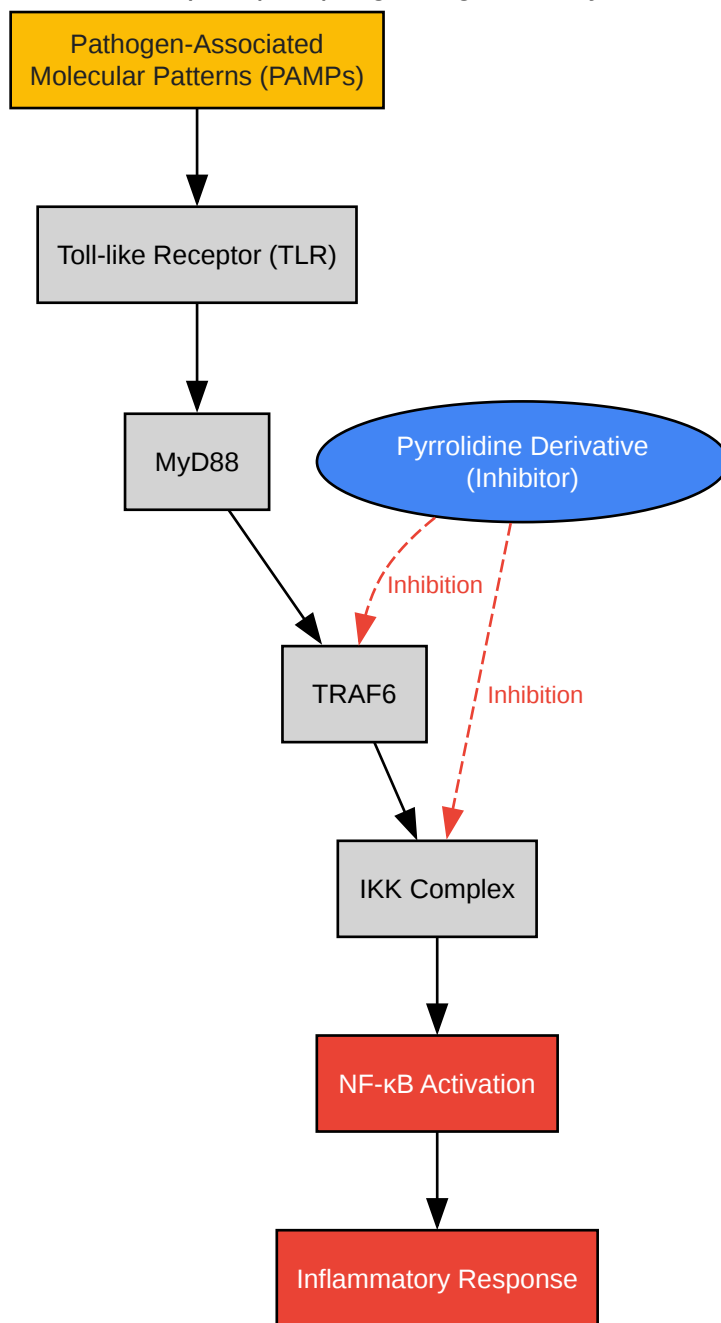 Pathogen-Associated
Molecular Patterns (PAMPs)
Toll-like Receptor (TLR)
MyD88
Pyrrolidine Derivative
(Inhibitor)
Inhibition
TRAF6
Inhibition
IKK Complex
NF-κB Activation
Inflammatory Response